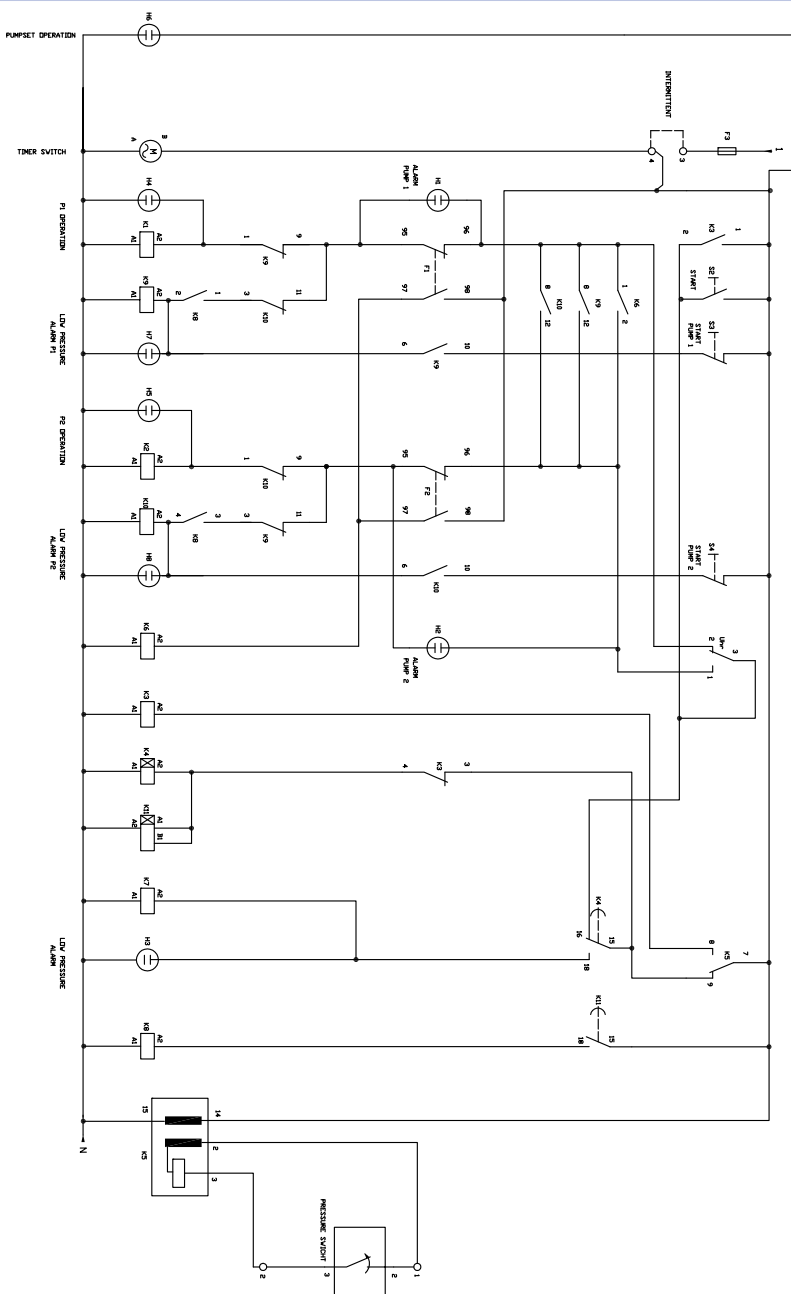 PUMPSET OPERATION
H6
INTERMITTENT
TIMER SWITCH
A
B
M
4
3
F3
1
P1 OPERATION
H4
ALARM
PUMP 1
H1
K1
A1
A2
1
9
K9
95
96
F1
2
1
K3
K9
A1
A2
2
1
K8
3
11
K10
97
98
8
12
K10
8
12
K9
1
2
K6
START
S2
LOW PRESSURE
ALARM P1
H7
6
10
K9
START
PUMP 1
S3
H5
P2 OPERATION
K2
A1
A2
1
9
K10
95
96
F2
K10
A1
A2
4
3
K8
3
11
K9
97
98
LOW PRESSURE
ALARM P2
H8
6
10
K10
START
PUMP 2
S4
K6
A1
A2
ALARM
PUMP 2
H2
Uhr
2
3
1
K3
A1
A2
K4
A1
A2
4
3
K3
K11
A2
A1
B1
K7
A1
A2
K4
16
15
18
8
7
K5
9
LOW PRESSURE
ALARM
H3
K11
K8
A1
A2
18
15
15
14
N
K5
2
3
PRESSURE SWICHT
2
3
2
1